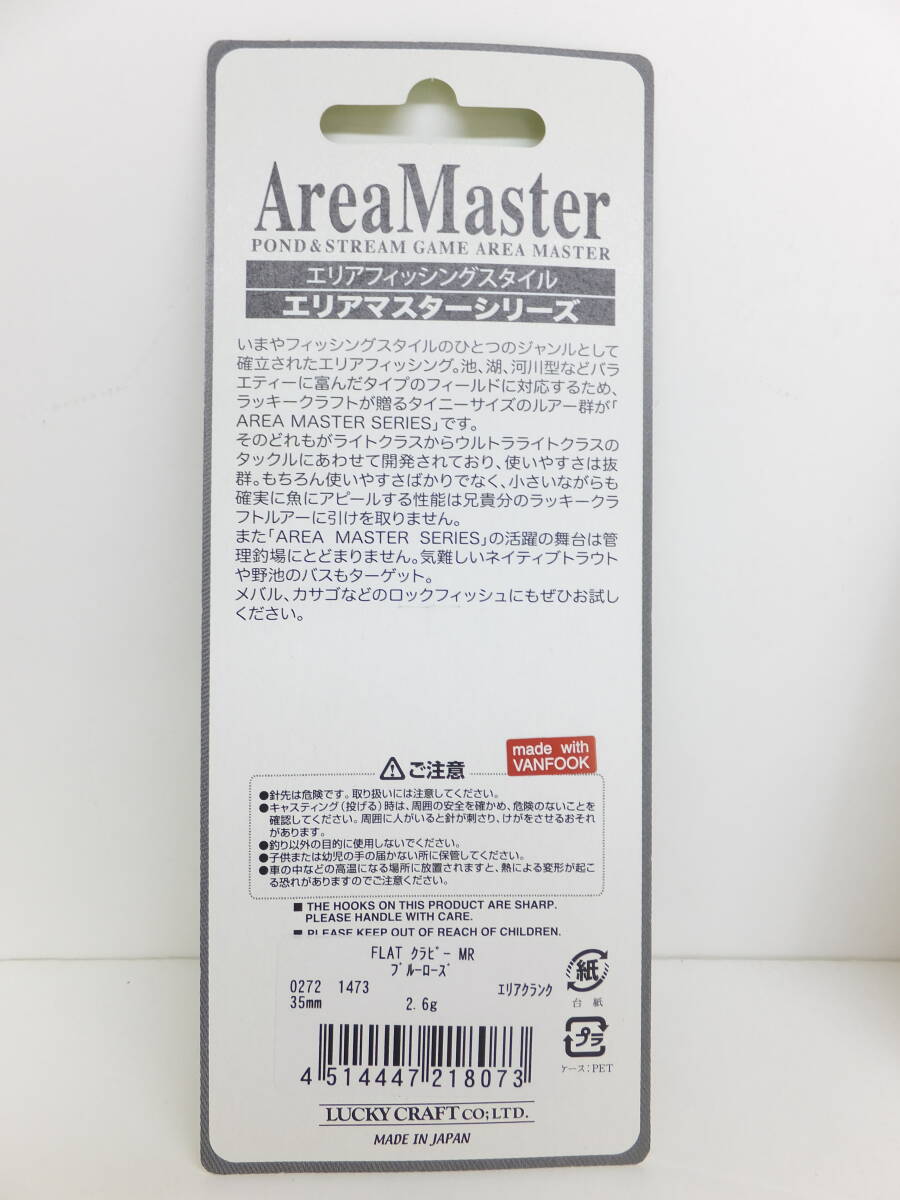 AreaMaster
POND & STREAM GAME AREA MASTER
エリアフィッシングスタイル
エリアマスターシリーズ
いまやフィッシングスタイルのひとつのジャンルとして
確立されたエリアフィッシング。池、湖、河川型などバラ
エティーに富んだタイプのフィールドに対応するため、
ラッキークラフトが贈るタイニーサイズのルアー群が「
AREA MASTER SERIES」です。
そのどれもがライトクラスからウルトラライトクラスの
タックルにあわせて開発されており、使いやすさは抜
群。もちろん使いやすさばかりでなく、小さいながらも
確実に魚にアピールする性能は兄貴分のラッキークラ
フトルアーに引けを取りません。
また「AREA MASTER SERIES」の活躍の舞台は管
理釣場にとどまりません。気難しいネイティブトラウト
や野池のバスもターゲット。
メバル、カサゴなどのロックフィッシュにもぜひお試し
ください。
made with
VANFOOK
ご注意
●針先は危険です。取り扱いには注意してください。
●キャスティング(投げる)時は、周囲の安全を確かめ、危険のないことを
確認してください。周囲に人がいると針が刺さり、けがをさせるおそれ
があります。
●釣り以外の目的に使用しないでください。
●子供または幼児の手の届かない所に保管してください。
●車の中などの高温になる場所に放置されますと、熱による変形が起こ
る恐れがありますのでご注意ください。
■ THE HOOKS ON THIS PRODUCT ARE SHARP.
PLEASE HANDLE WITH CARE.
■ PLEASE KEEP OUT OF REACH OF CHILDREN.
FLAT クラピー MR
ブルーローズ
0272 1473 エリアクランク
35mm 2.6g
紙
台紙
プラ
ケース:PET
4 514447 218073
LUCKY CRAFT CO;LTD.
MADE IN JAPAN